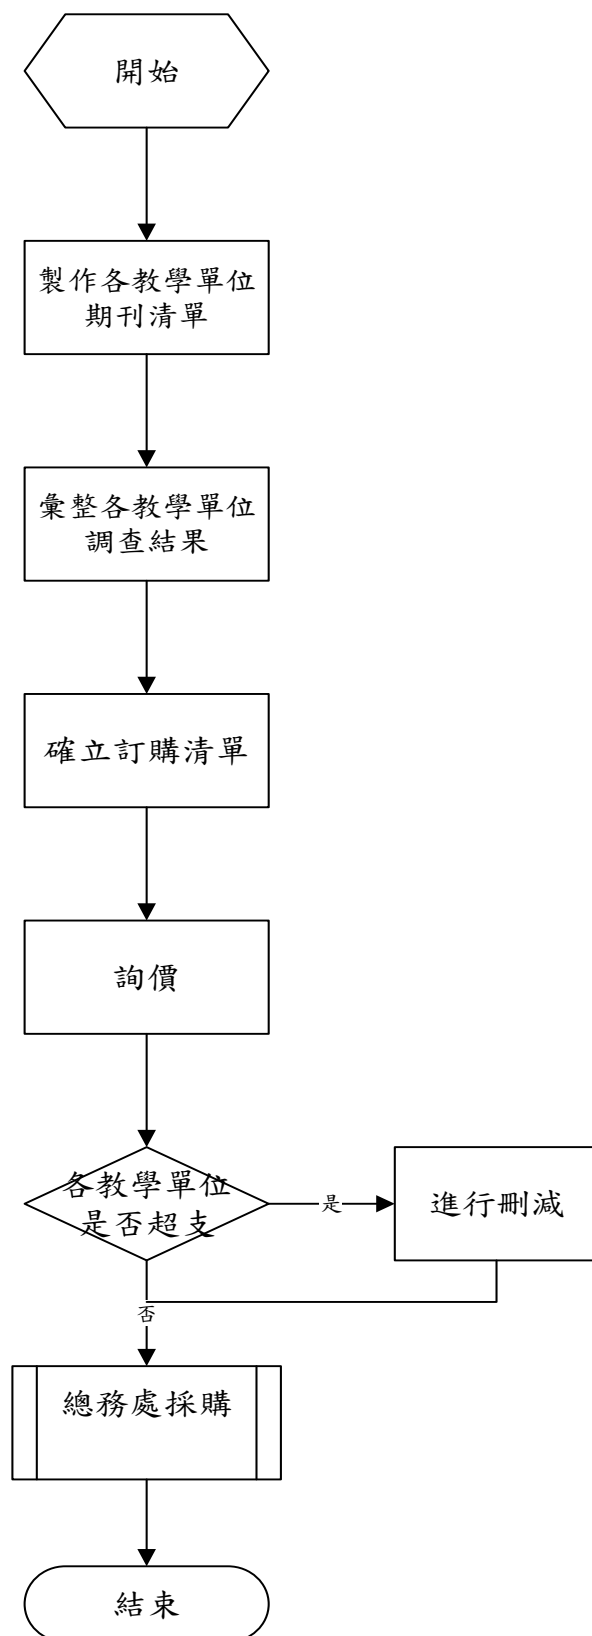 開始
製作各教學單位
期刊清單
彙整各教學單位
調查結果
確立訂購清單
詢價
各教學單位
是否超支
是
進行刪減
否
總務處採購
結束